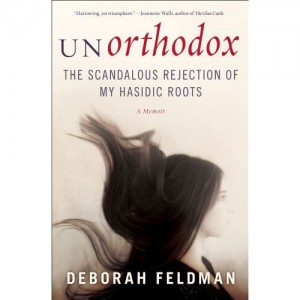 "Harrowing, yet triumphant." —Jeannette Walls, author of The Glass Castle
UNorthodox
THE SCANDALOUS REJECTION OF
MY HASIDIC ROOTS
A Memoir
DEBORAH FELDMAN